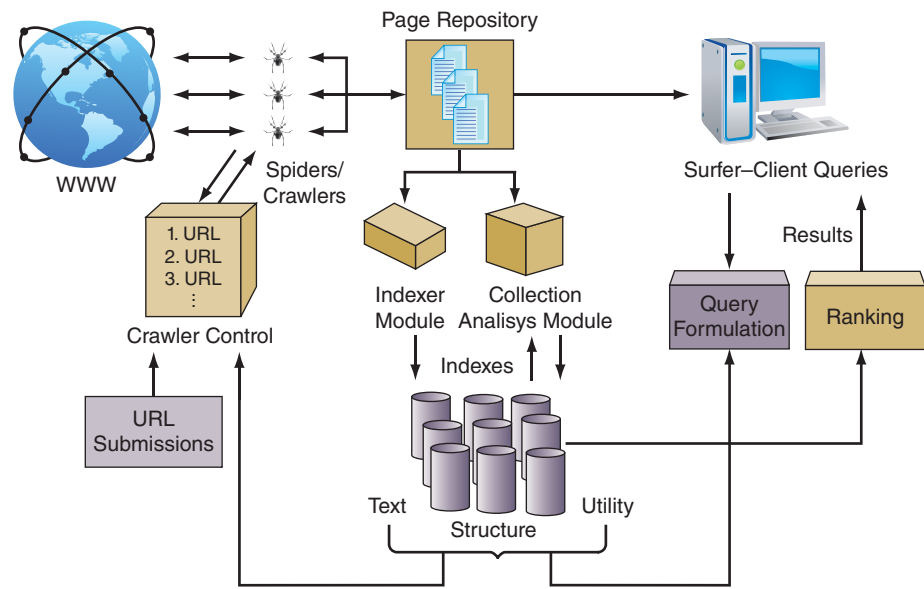 Page Repository
WWW
Spiders/
Crawlers
Surfer–Client Queries
1. URL
2. URL
3. URL
⋮
Crawler Control
Indexer
Module
Collection
Analisys Module
Results
Query
Formulation
Ranking
Indexes
URL
Submissions
Text
Structure
Utility